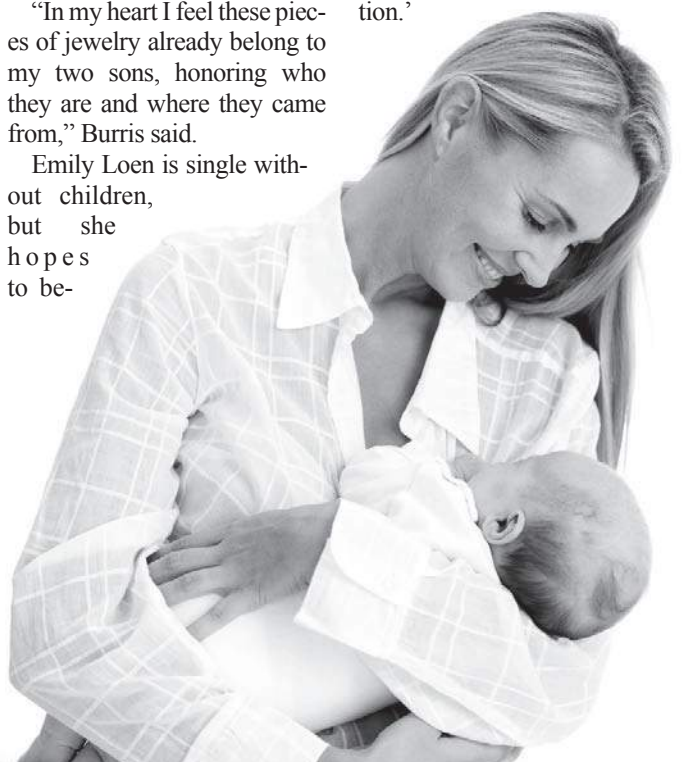 “In my heart I feel these piec-
es of jewelry already belong to
my two sons, honoring who
they are and where they came
from,” Burris said.
Emily Loen is single with-
out children,
but she
hopes
to be-
tion.’